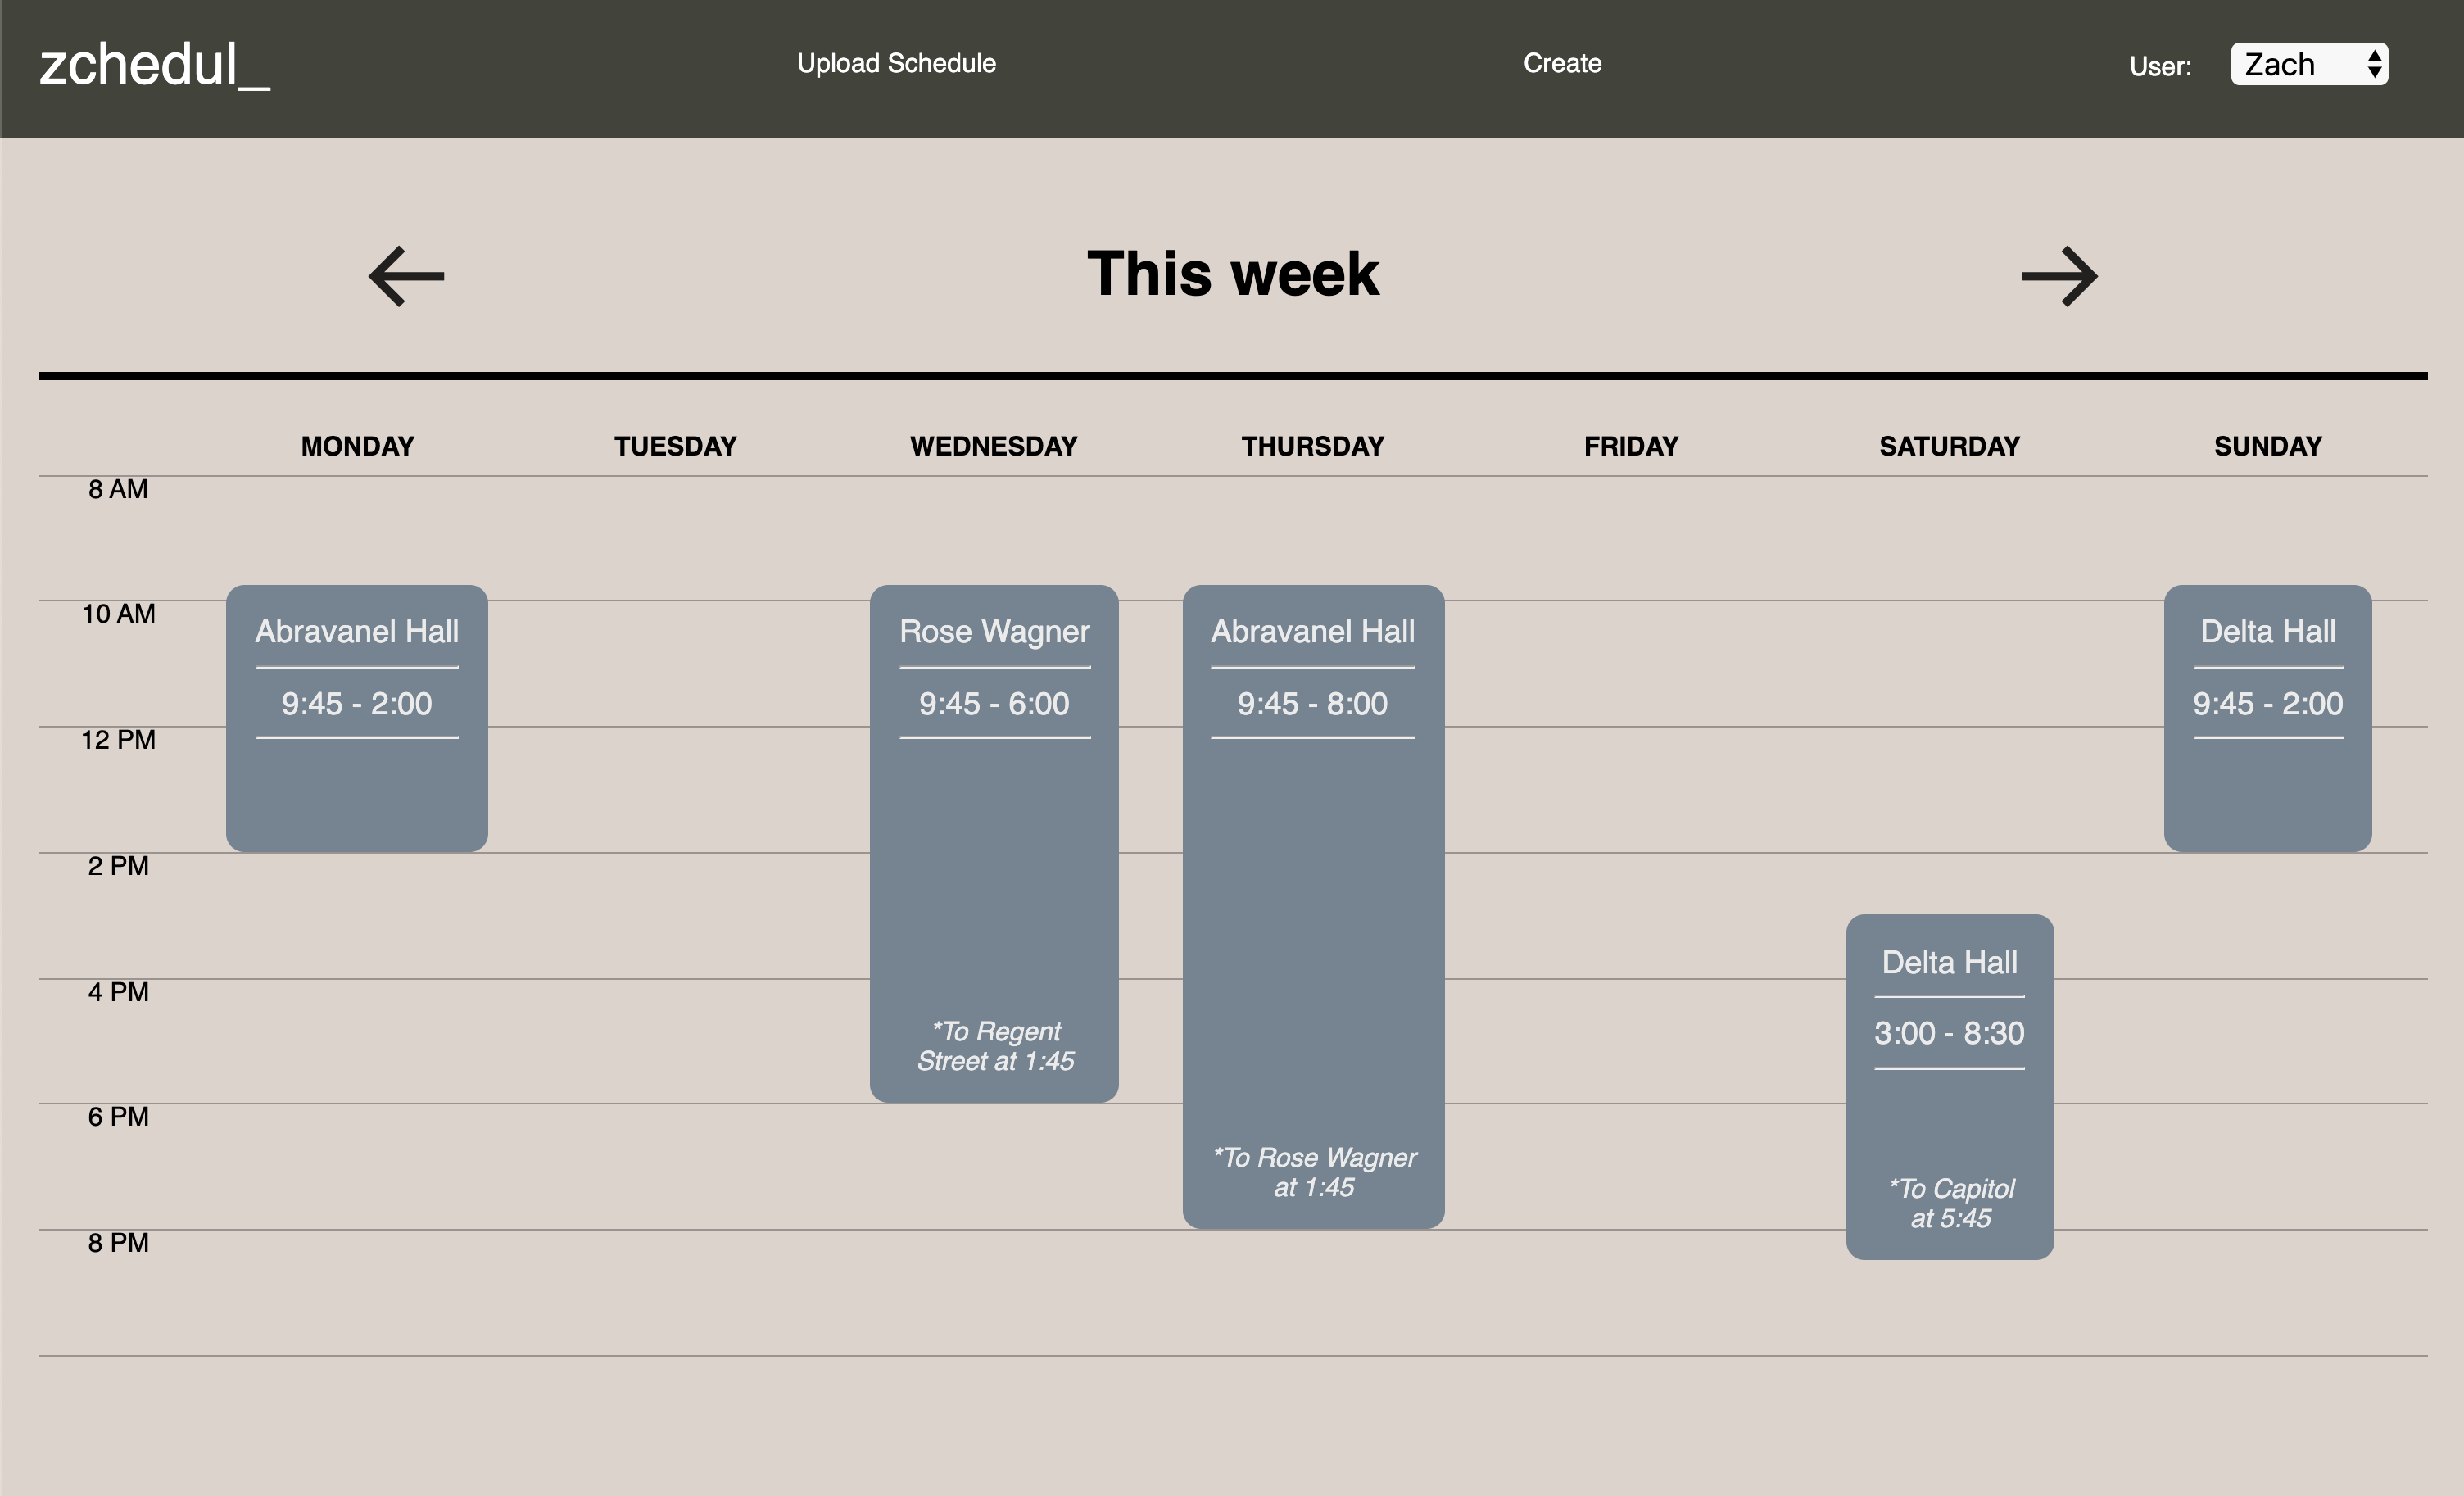 zchedul_
Upload Schedule
Create
User:
Zach
This week
MONDAY
TUESDAY
WEDNESDAY
THURSDAY
FRIDAY
SATURDAY
SUNDAY
8 AM
10 AM
12 PM
2 PM
4 PM
6 PM
8 PM
Abravanel Hall
9:45 - 2:00
Rose Wagner
9:45 - 6:00
*To Regent
Street at 1:45
Abravanel Hall
9:45 - 8:00
*To Rose Wagner
at 1:45
Delta Hall
3:00 - 8:30
*To Capitol
at 5:45
Delta Hall
9:45 - 2:00